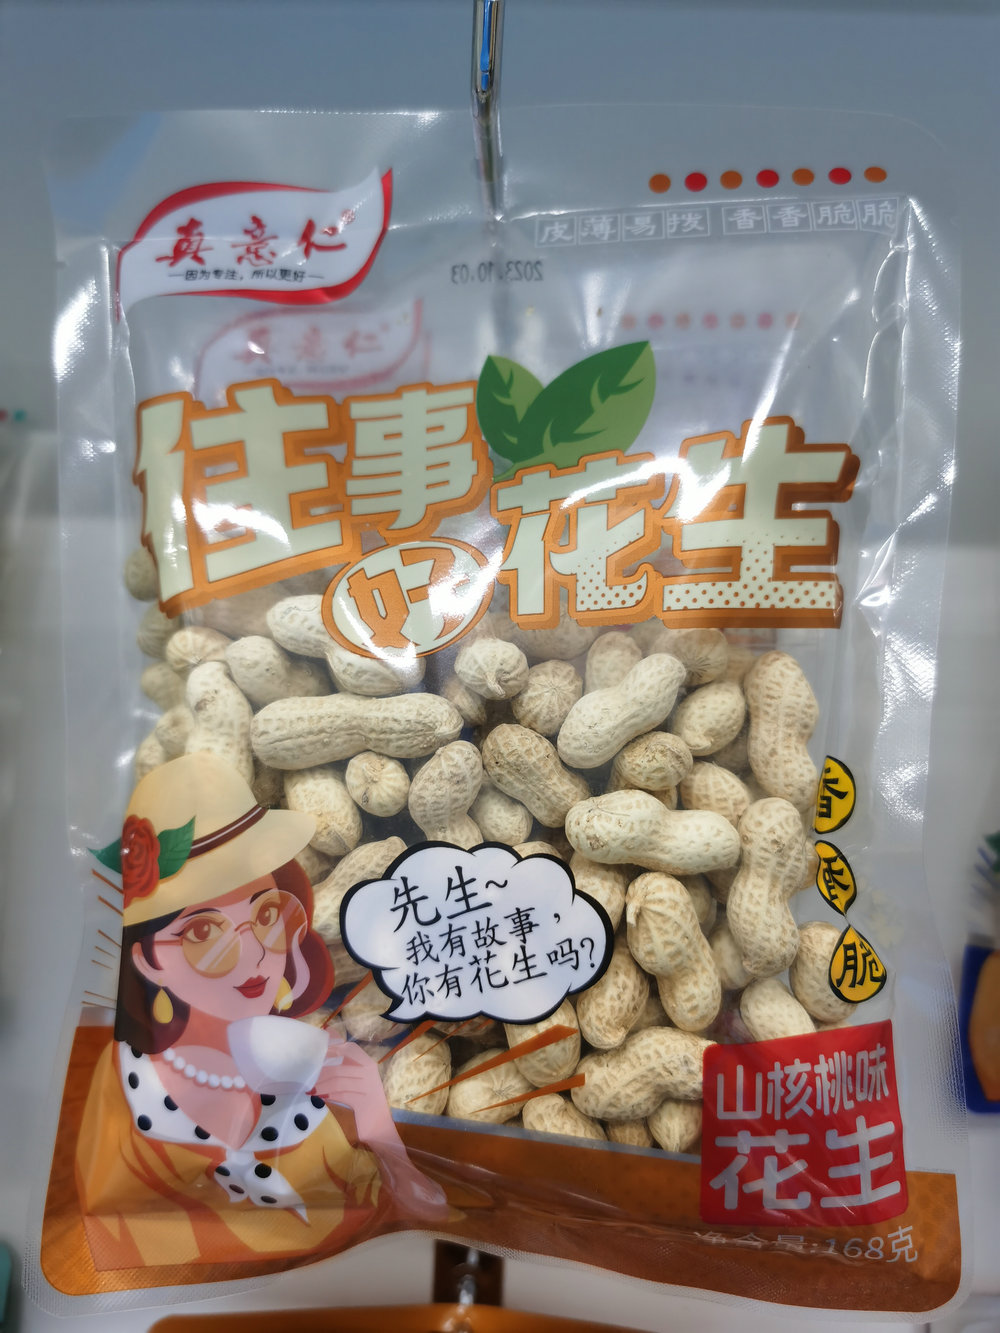 真意仁®
因为专注，所以更好
皮薄易拨 香香脆脆
2023.10.03
往事
好
花生
香
香
脆
先生~
我有故事，
你有花生吗?
山核桃味
花生
净含量:168克